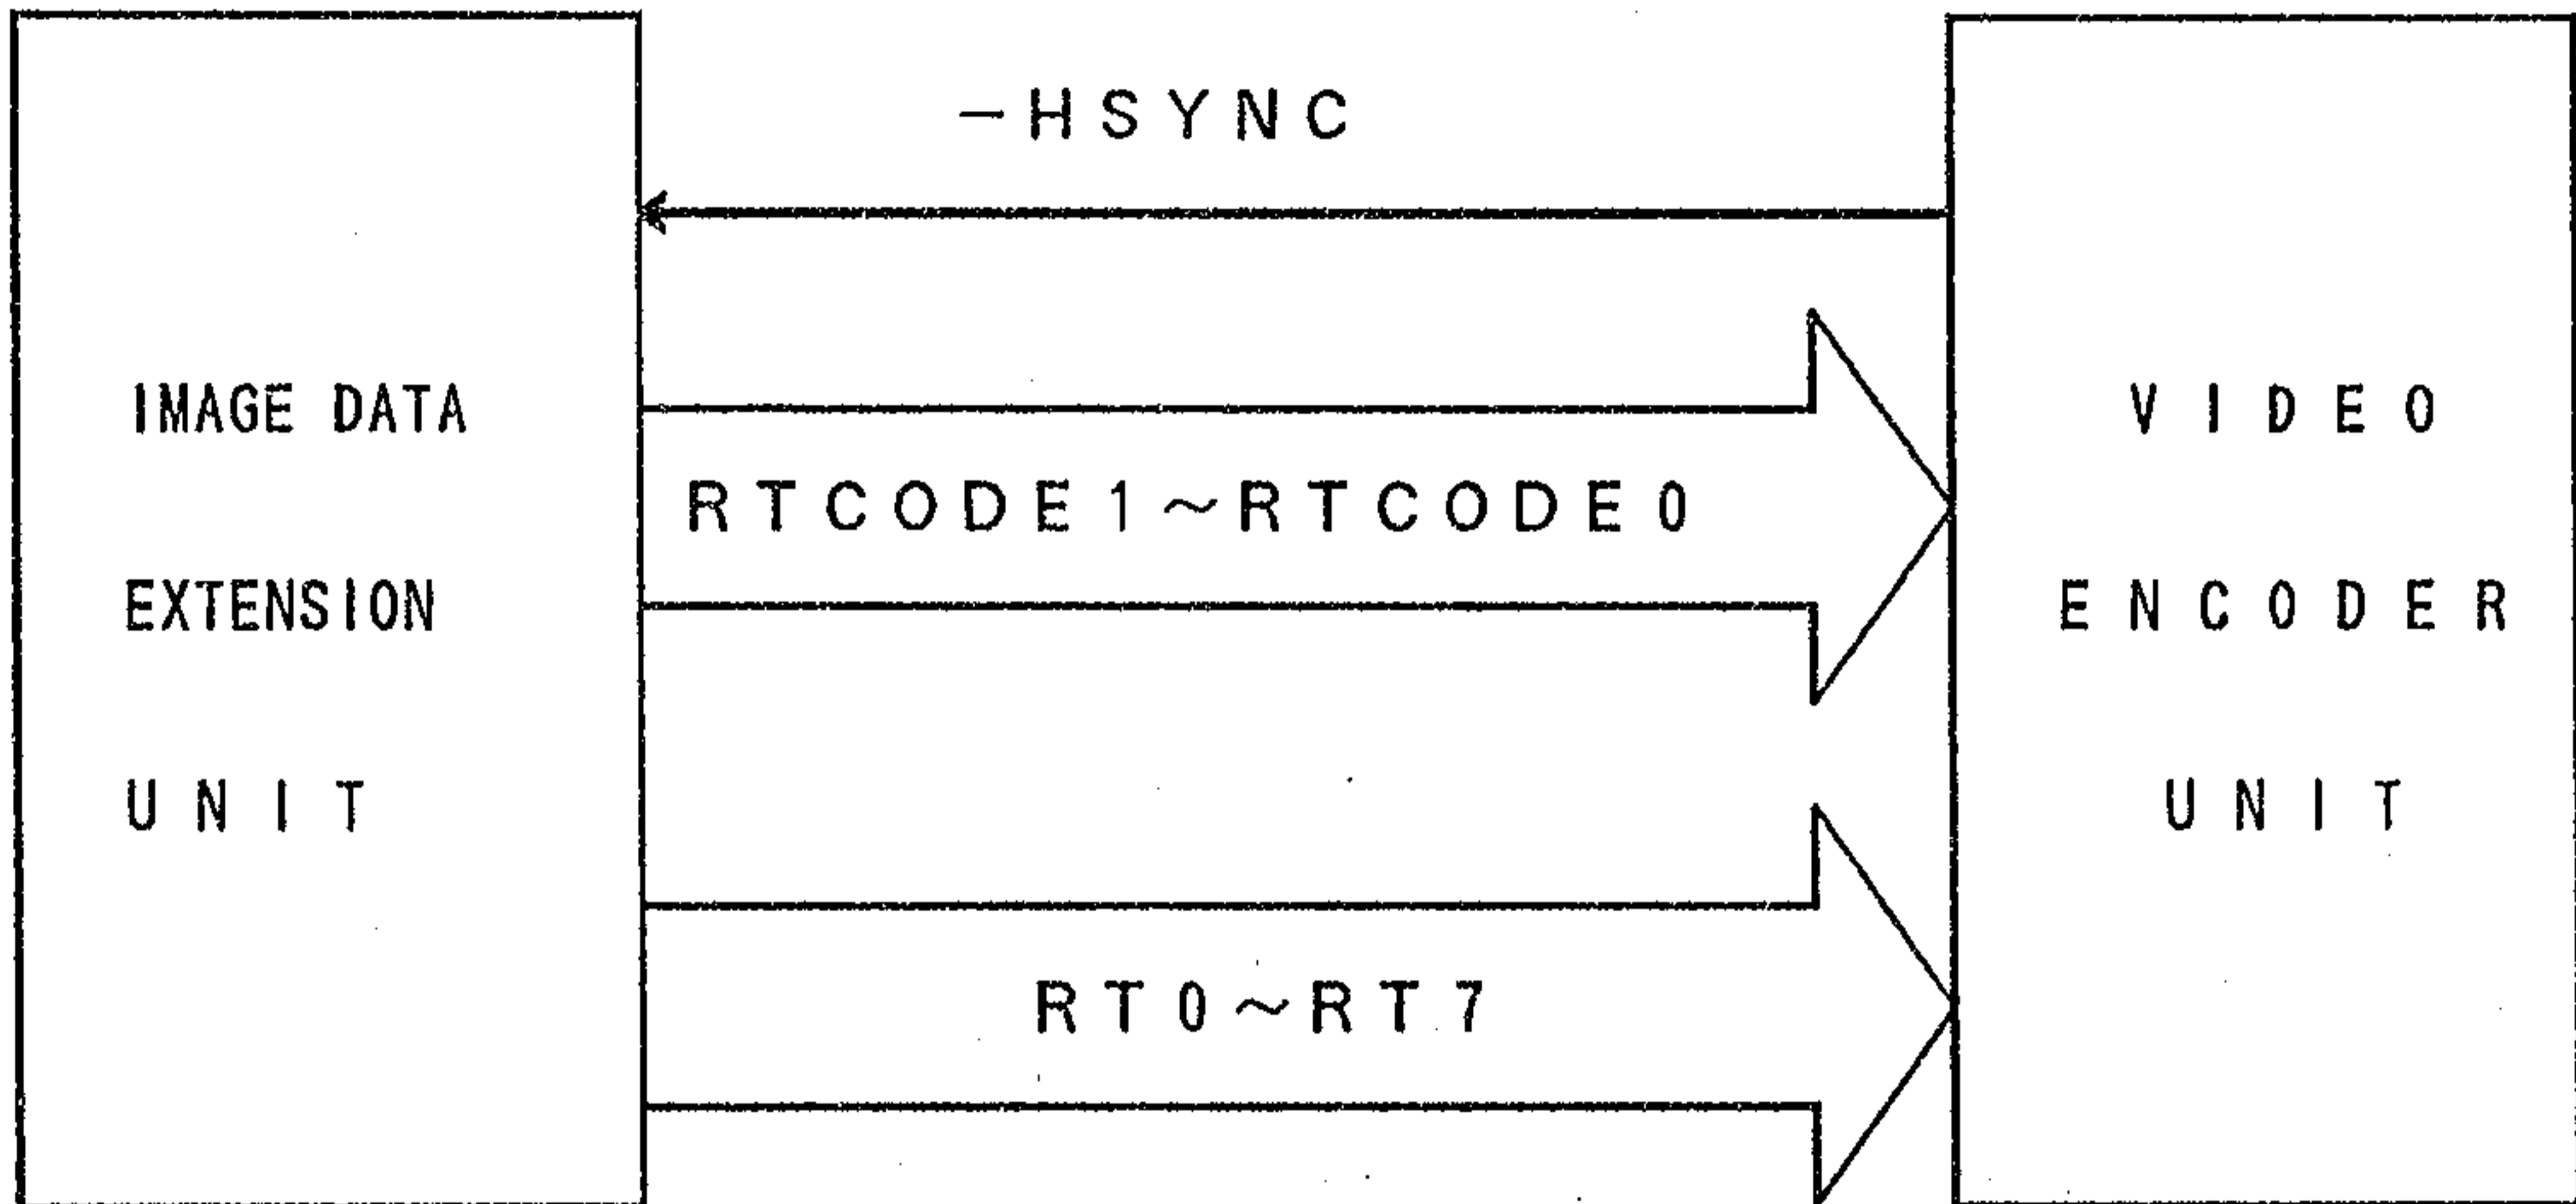 -HSYNC
IMAGE DATA
EXTENSION
UNIT
RTCODE1~RTCODE0
RT0~RT7
VIDEO
ENCODER
UNIT